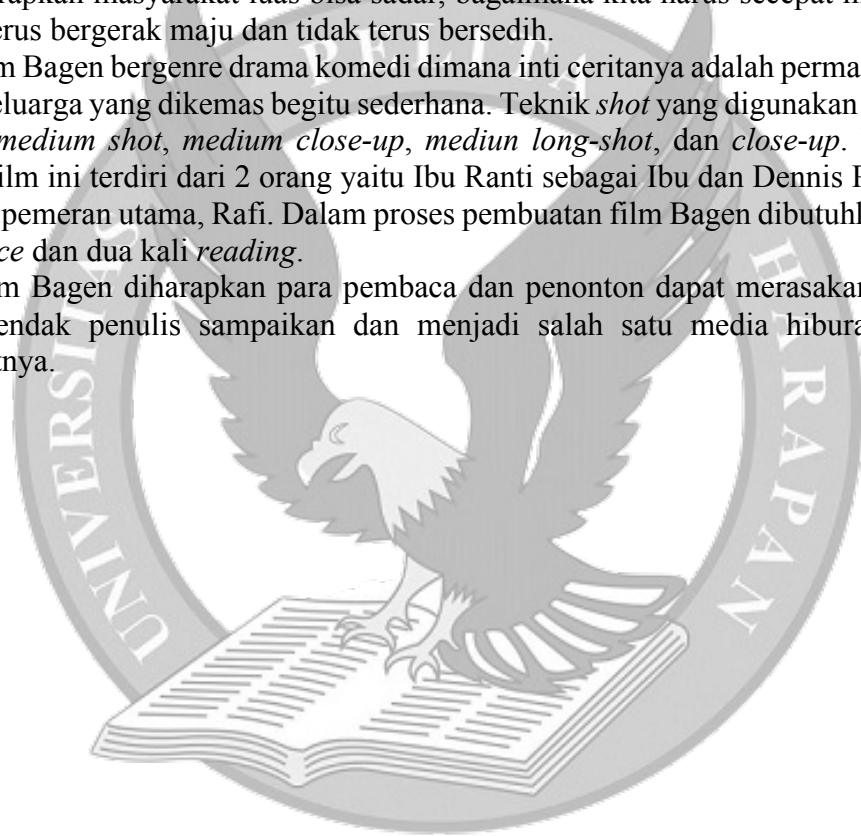 rapkan masyarakat luas bisa sadar, bagaimana kita harus secepat
erus bergerak maju dan tidak terus bersedih.
m Bagen bergenre drama komedi dimana inti ceritanya adalah perma
eluarga yang dikemas begitu sederhana. Teknik shot yang digunakan
medium shot, medium close-up, mediun long-shot, dan close-up.
ilm ini terdiri dari 2 orang yaitu Ibu Ranti sebagai Ibu dan Dennis
pemeran utama, Rafi. Dalam proses pembuatan film Bagen dibutuh
ce dan dua kali reading.
m Bagen diharapkan para pembaca dan penonton dapat merasakan
endak penulis sampaikan dan menjadi salah satu media hibura
tnya.
UNIVERSITAS PELITA HARAPAN